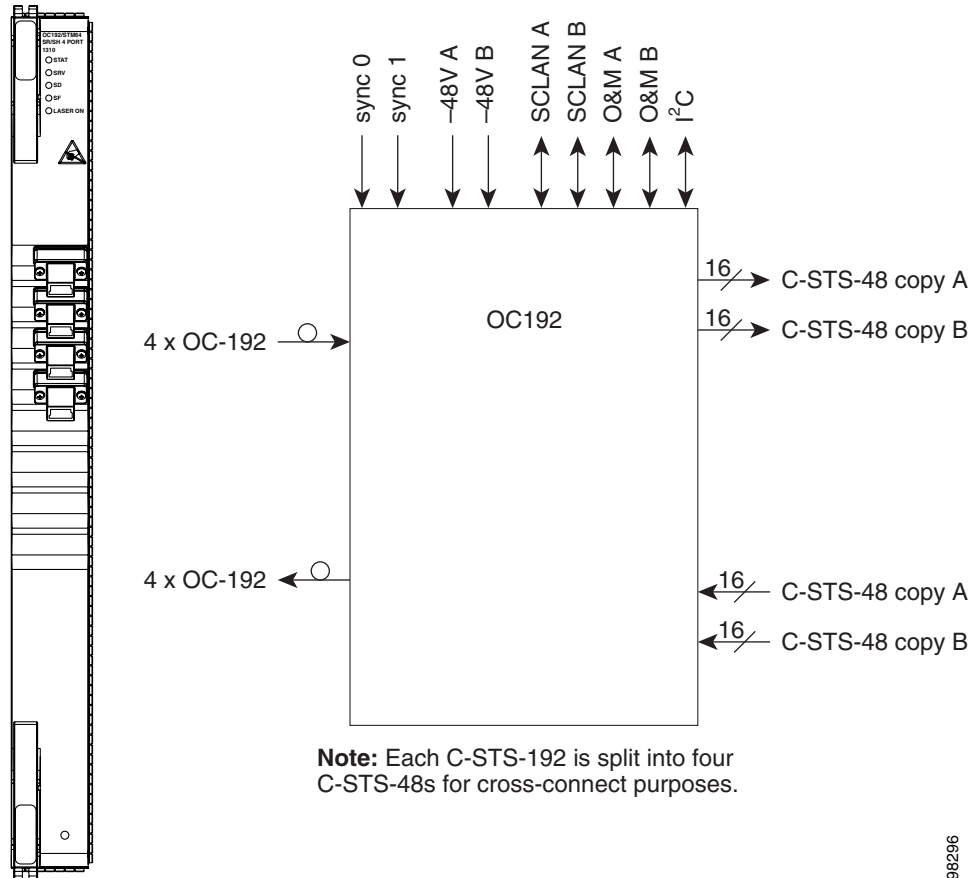 OC192/STM64
SR/SH 4 PORT
1310
STAT
SRV
SD
SF
LASER ON
sync 0
sync 1
–48V A
–48V B
SCLAN A
SCLAN B
O&M A
O&M B
I²C
16
C-STS-48 copy A
OC192
16
C-STS-48 copy B
4 x OC-192
4 x OC-192
16
C-STS-48 copy A
16
C-STS-48 copy B
Note: Each C-STS-192 is split into four
C-STS-48s for cross-connect purposes.
98296